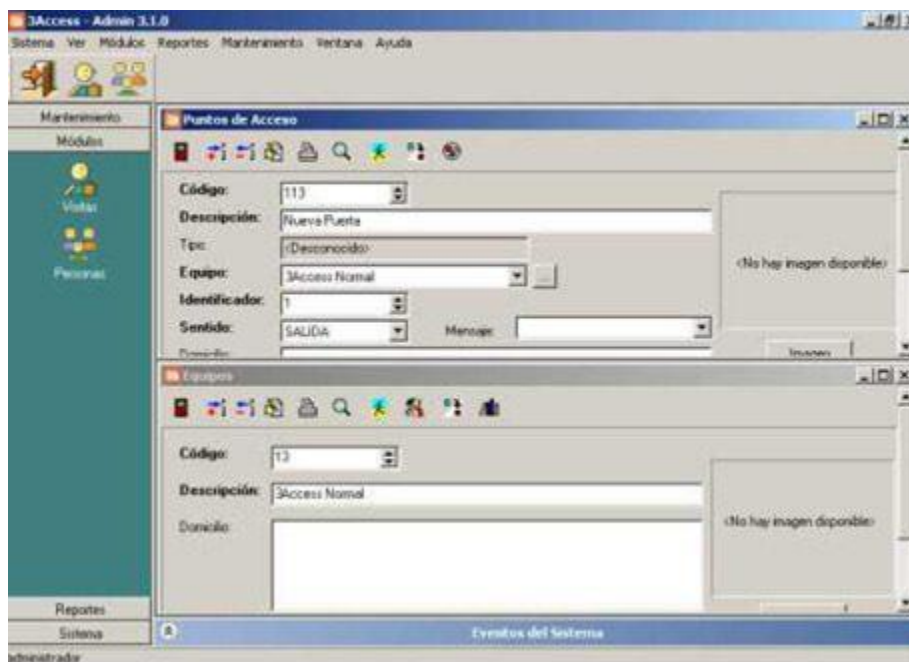 3Access - Admin 3.1.0
Sistema Ver Módulos Reportes Mantenimiento Ventana Ayuda
Mantenimiento
Módulos
Visitas
Personas
Reportes
Sistema
Puntos de Acceso
Código: 113
Descripción: Nueva Puerta
Tipo: <Desconocido>
Equipo: 3Access Normal ...
Identificador: 1
Sentido: SALIDA Mensaje:
Domicilio:
<No hay imagen disponible>
Imagen
Equipos
Código: 13
Descripción: 3Access Normal
Domicilio:
<No hay imagen disponible>
Eventos del Sistema
administrador